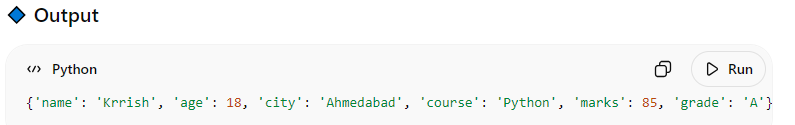 Output
Python
Run
{'name': 'Krrish', 'age': 18, 'city': 'Ahmedabad', 'course': 'Python', 'marks': 85, 'grade': 'A'}